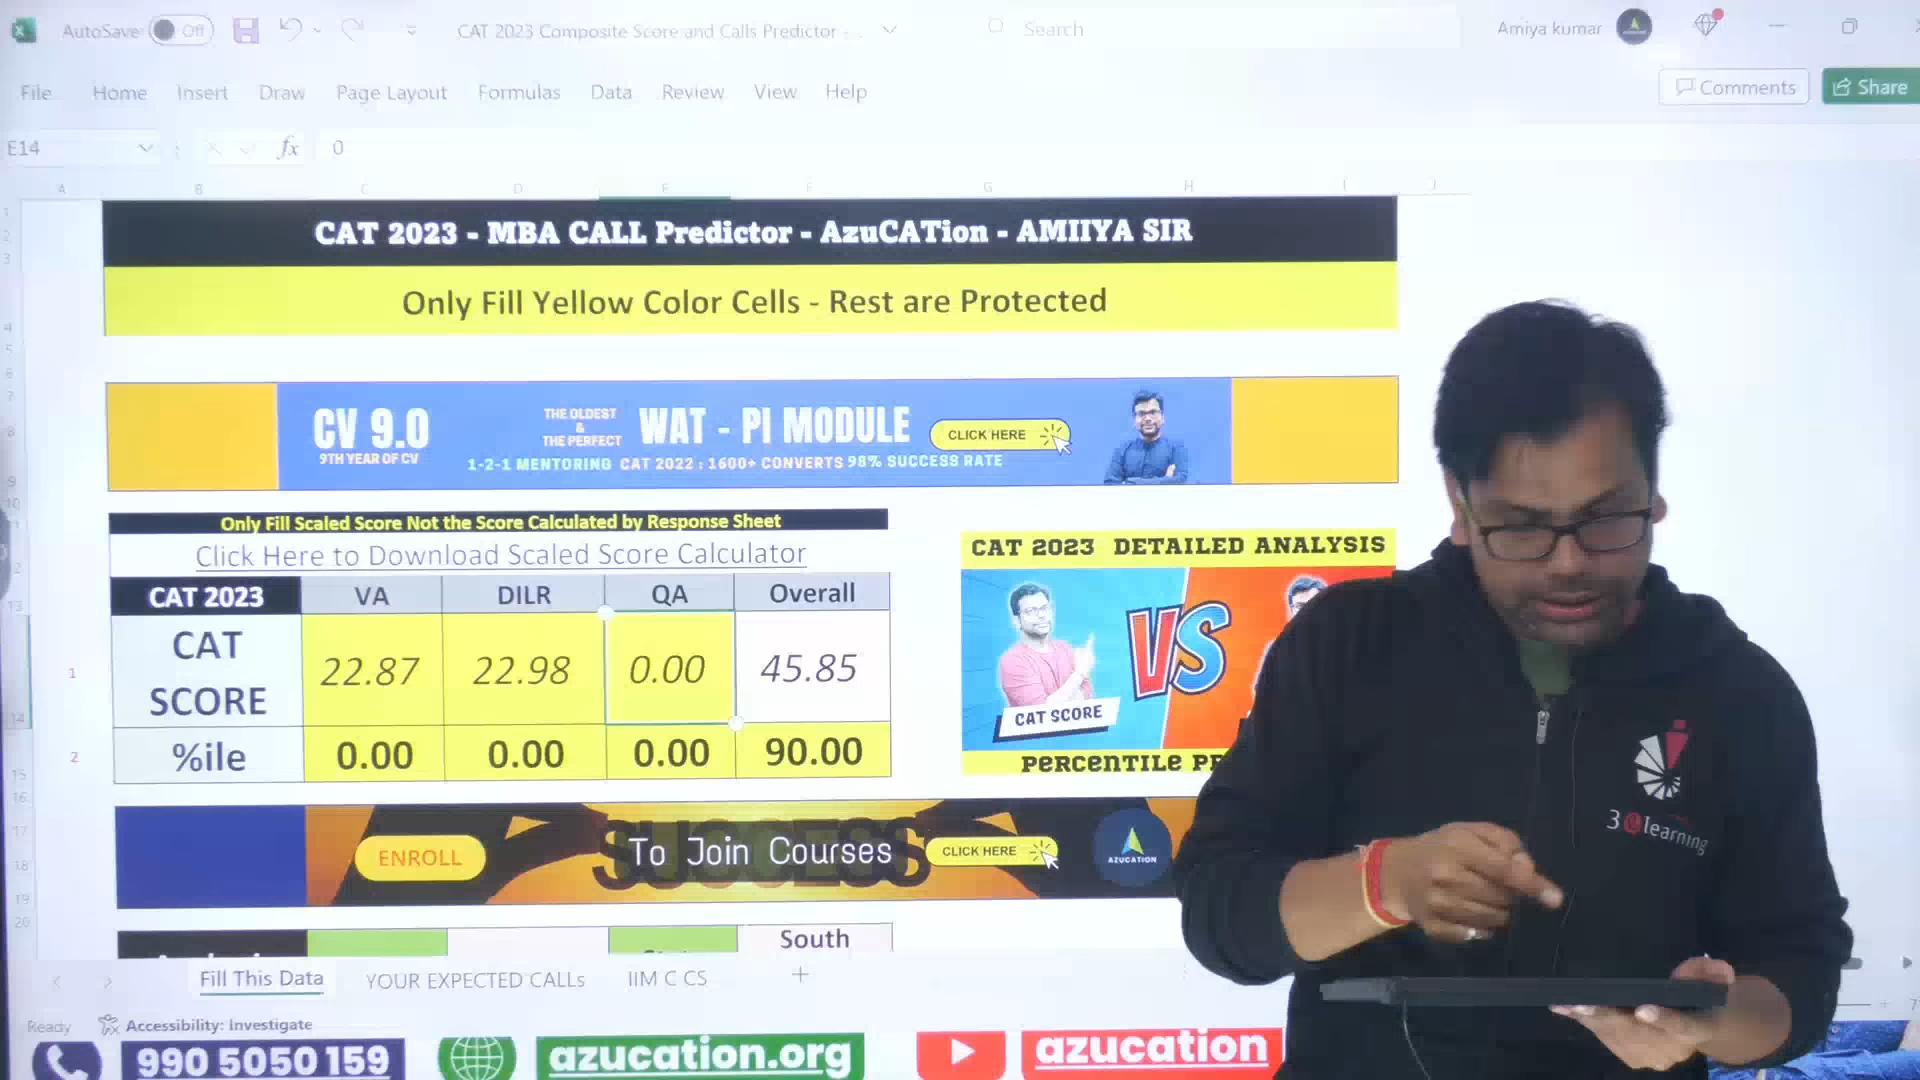 AutoSave Off CAT 2023 Composite Score and Calls Predictor - ... Search Amiya kumar
File Home Insert Draw Page Layout Formulas Data Review View Help Comments Share
E14 fx 0
A B C D E F G H I J
CAT 2023 - MBA CALL Predictor - AzuCATion - AMIIYA SIR
Only Fill Yellow Color Cells - Rest are Protected
CV 9.0
9TH YEAR OF CV
THE OLDEST
&
THE PERFECT
WAT - PI MODULE
CLICK HERE
1-2-1 MENTORING CAT 2022 : 1600+ CONVERTS 98% SUCCESS RATE
Only Fill Scaled Score Not the Score Calculated by Response Sheet
Click Here to Download Scaled Score Calculator
CAT 2023 VA DILR QA Overall
1 CAT SCORE 22.87 22.98 0.00 45.85
2 %ile 0.00 0.00 0.00 90.00
CAT 2023 DETAILED ANALYSIS
VS
CAT SCORE
PERCENTILE
ENROLL
SUCCESS
To Join Courses
CLICK HERE
AZUCATION
South
Fill This Data YOUR EXPECTED CALLs IIM C CS +
Ready Accessibility: Investigate
990 5050 159
azucation.org
azucation
3 e learning